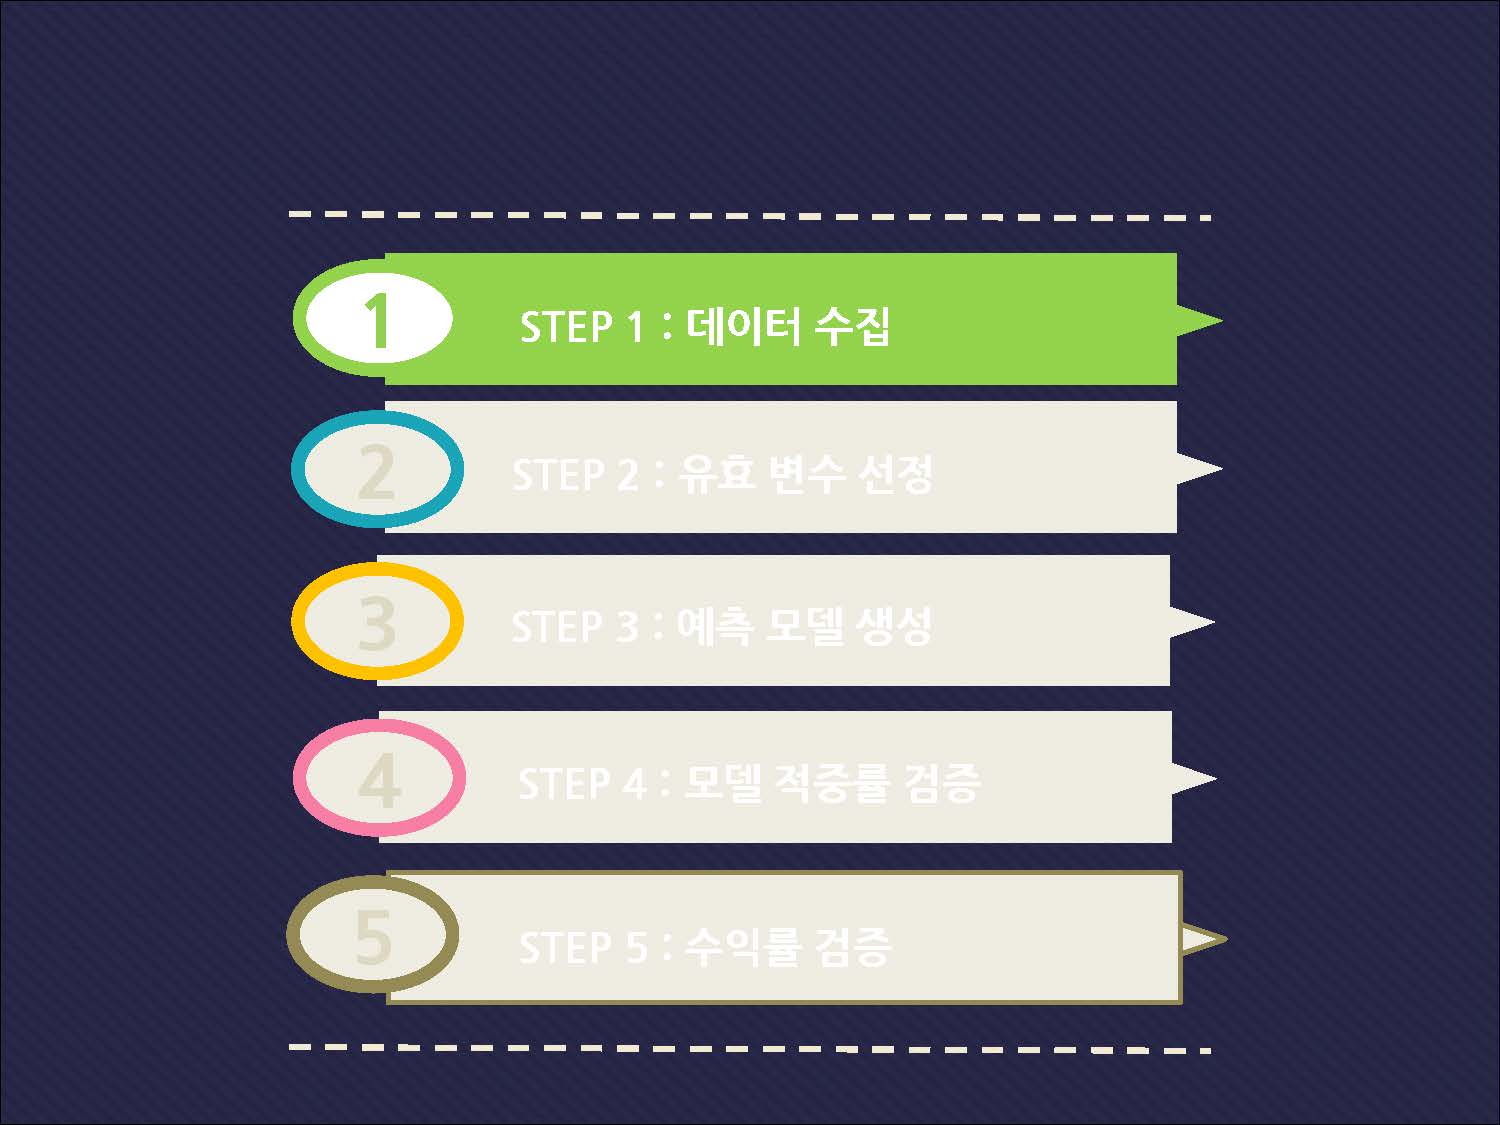 1
STEP 1 : 데이터 수집
2
STEP 2 : 유효 변수 선정
3
STEP 3 : 예측 모델 생성
4
STEP 4 : 모델 적중률 검증
5
STEP 5 : 수익률 검증